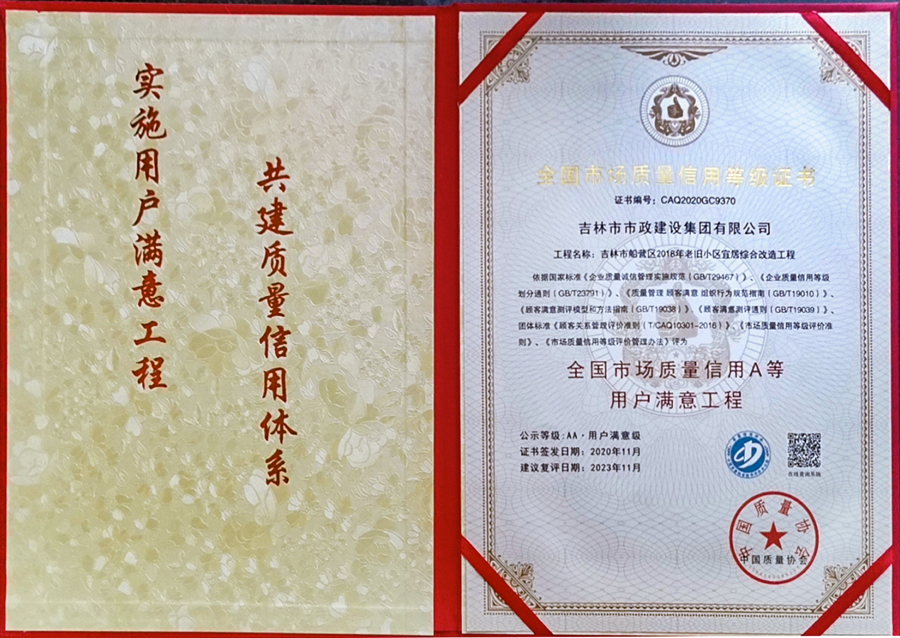 实施用户满意工程
共建质量信用体系
全国市场质量信用等级证书
证书编号：CAQ2020GC9370
吉林市市政建设集团有限公司
工程名称：吉林市船营区2018年老旧小区宜居综合改造工程
依据国家标准《企业质量诚信管理实施规范（GB/T29467）》、《企业质量信用等级
划分通则（GB/T23791）》、《质量管理 顾客满意 组织行为规范指南（GB/T19010）》、
《顾客满意测评模型和方法指南（GB/T19038）》、《顾客满意测评通则（GB/T19039）》、
团体标准《顾客关系管理评价准则（T/CAQ10301-2016）》、《市场质量信用等级评价准
则》、《市场质量信用等级评价管理办法》评为
全国市场质量信用A等
用户满意工程
公示等级：AA·用户满意级
证书签发日期：2020年11月
建议复评日期：2023年11月
在线查询系统
中国质量协会
中国质量协会